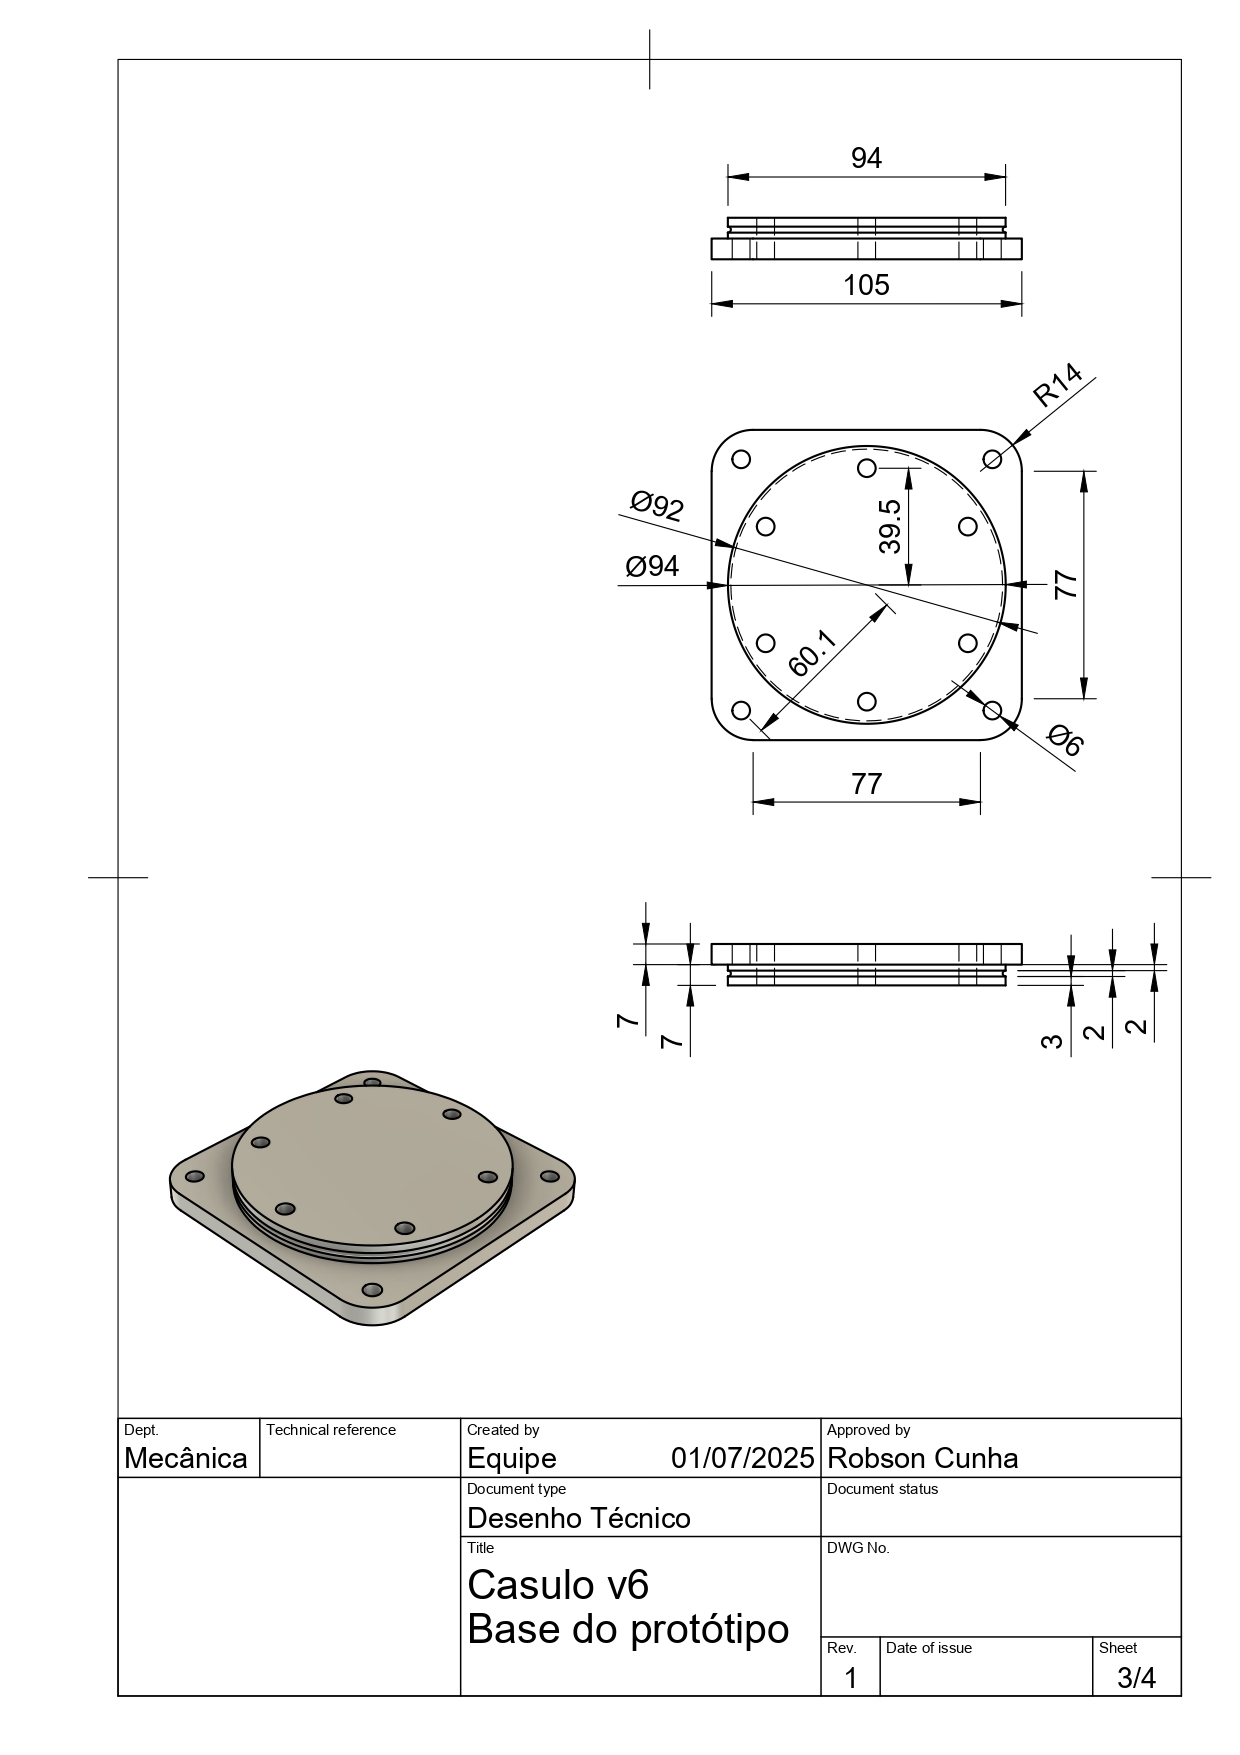 94
105
R14
Ø92
39.5
Ø94
77
60.1
Ø6
77
7
7
3
2
2
Dept.
Mecânica
Technical reference
Created by
Equipe 01/07/2025
Approved by
Robson Cunha
Document type
Desenho Técnico
Document status
Title
Casulo v6
Base do protótipo
DWG No.
Rev.
1
Date of issue
Sheet
3/4